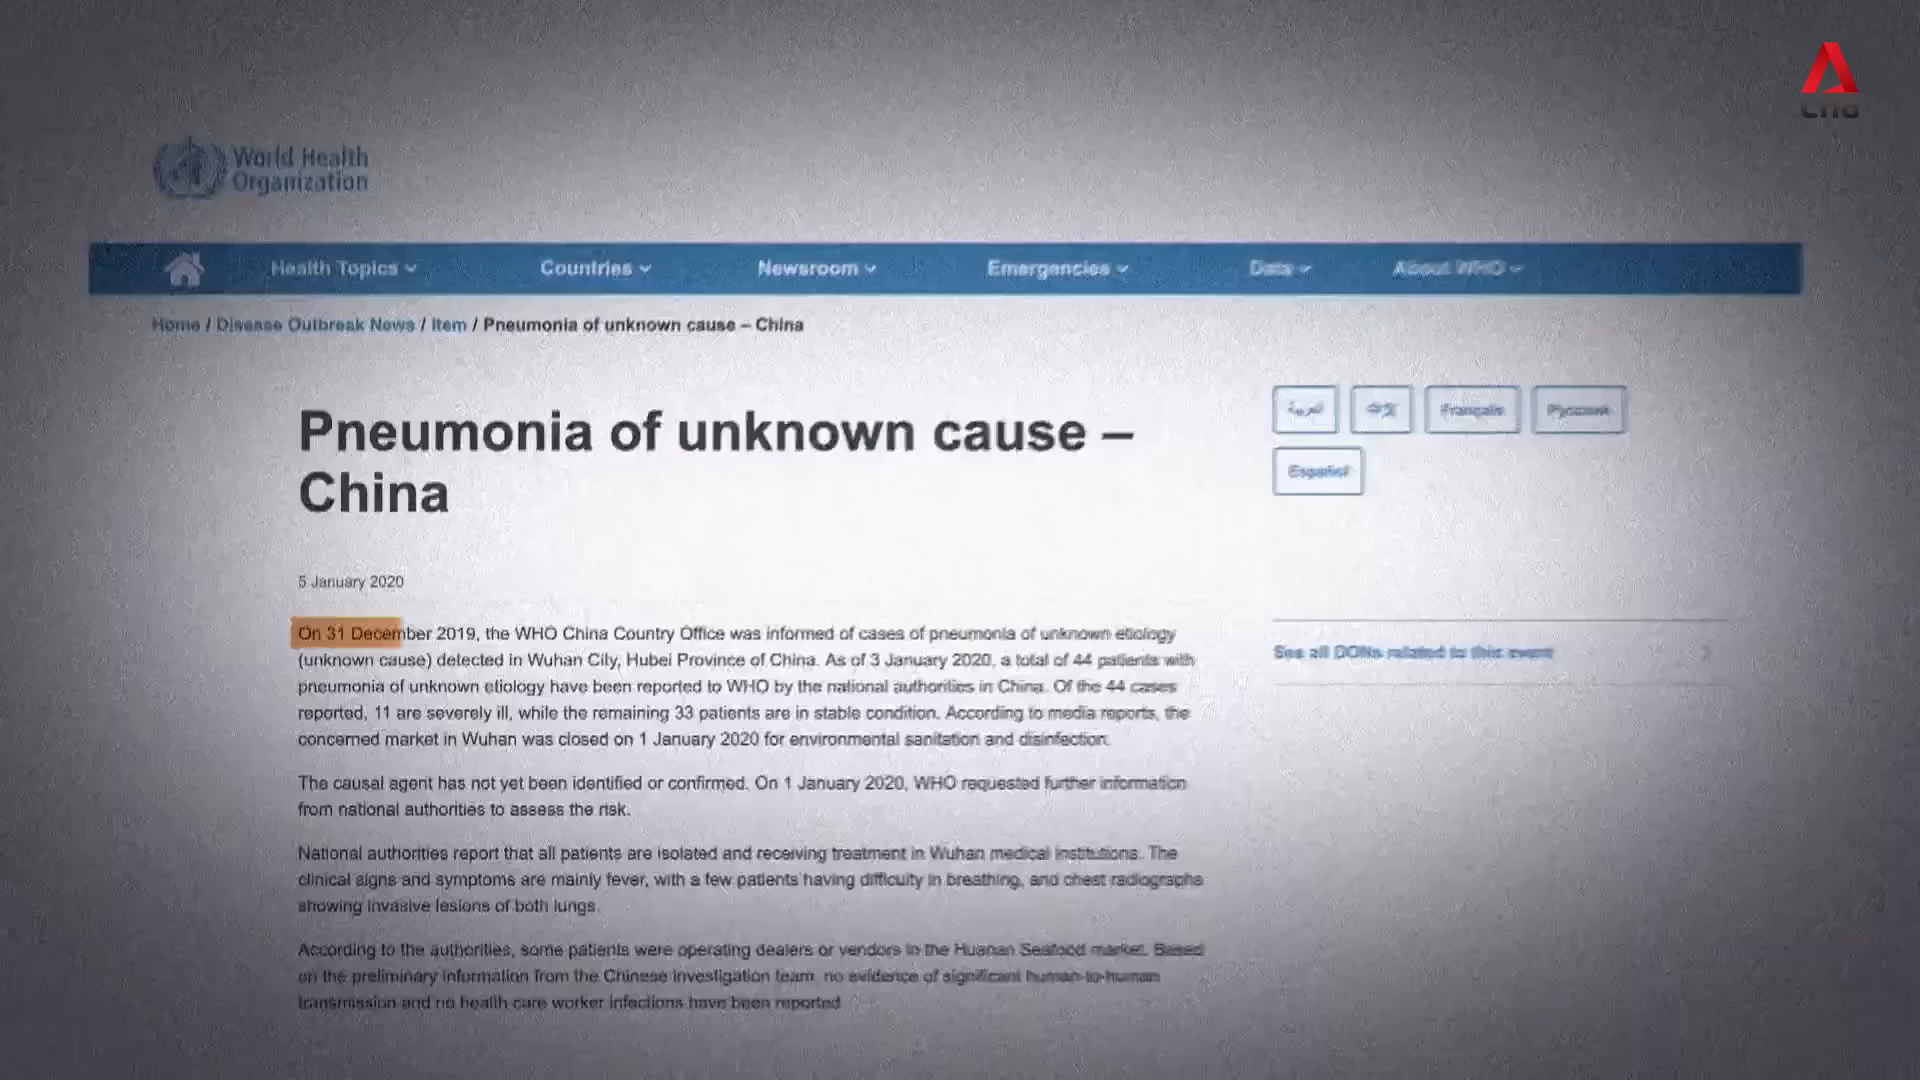 cna
World Health
Organization
Health Topics Countries Newsroom Emergencies Data About WHO
Home / Disease Outbreak News / Item / Pneumonia of unknown cause – China
Pneumonia of unknown cause –
China
العربية 中文 Français Русский
Español
5 January 2020
On 31 December 2019, the WHO China Country Office was informed of cases of pneumonia of unknown etiology
(unknown cause) detected in Wuhan City, Hubei Province of China. As of 3 January 2020, a total of 44 patients with
pneumonia of unknown etiology have been reported to WHO by the national authorities in China. Of the 44 cases
reported, 11 are severely ill, while the remaining 33 patients are in stable condition. According to media reports, the
concerned market in Wuhan was closed on 1 January 2020 for environmental sanitation and disinfection.
See all DONs related to this event
The causal agent has not yet been identified or confirmed. On 1 January 2020, WHO requested further information
from national authorities to assess the risk.
National authorities report that all patients are isolated and receiving treatment in Wuhan medical institutions. The
clinical signs and symptoms are mainly fever, with a few patients having difficulty in breathing, and chest radiographs
showing invasive lesions of both lungs.
According to the authorities, some patients were operating dealers or vendors in the Huanan Seafood market. Based
on the preliminary information from the Chinese investigation team, no evidence of significant human-to-human
transmission and no health care worker infections have been reported